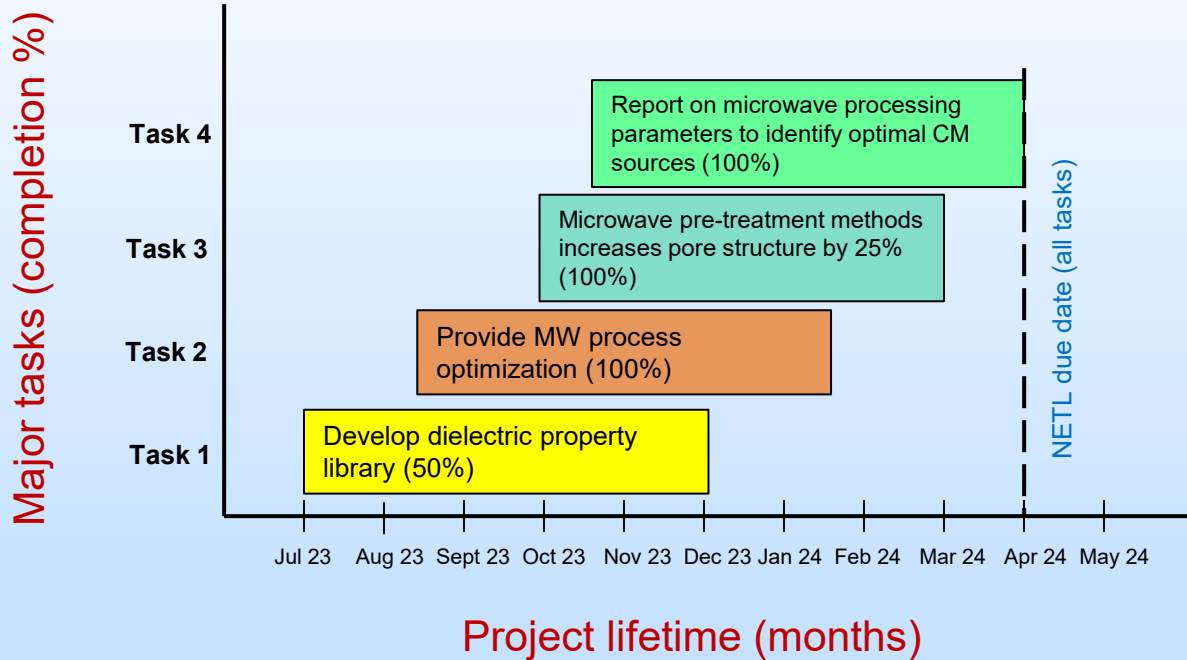 Major tasks (completion %)
Task 4
Report on microwave processing
parameters to identify optimal CM
sources (100%)
Task 3
Microwave pre-treatment methods
increases pore structure by 25%
(100%)
Task 2
Provide MW process
optimization (100%)
Task 1
Develop dielectric property
library (50%)
NETL due date (all tasks)
Jul 23 Aug 23 Sept 23 Oct 23 Nov 23 Dec 23 Jan 24 Feb 24 Mar 24 Apr 24 May 24
Project lifetime (months)